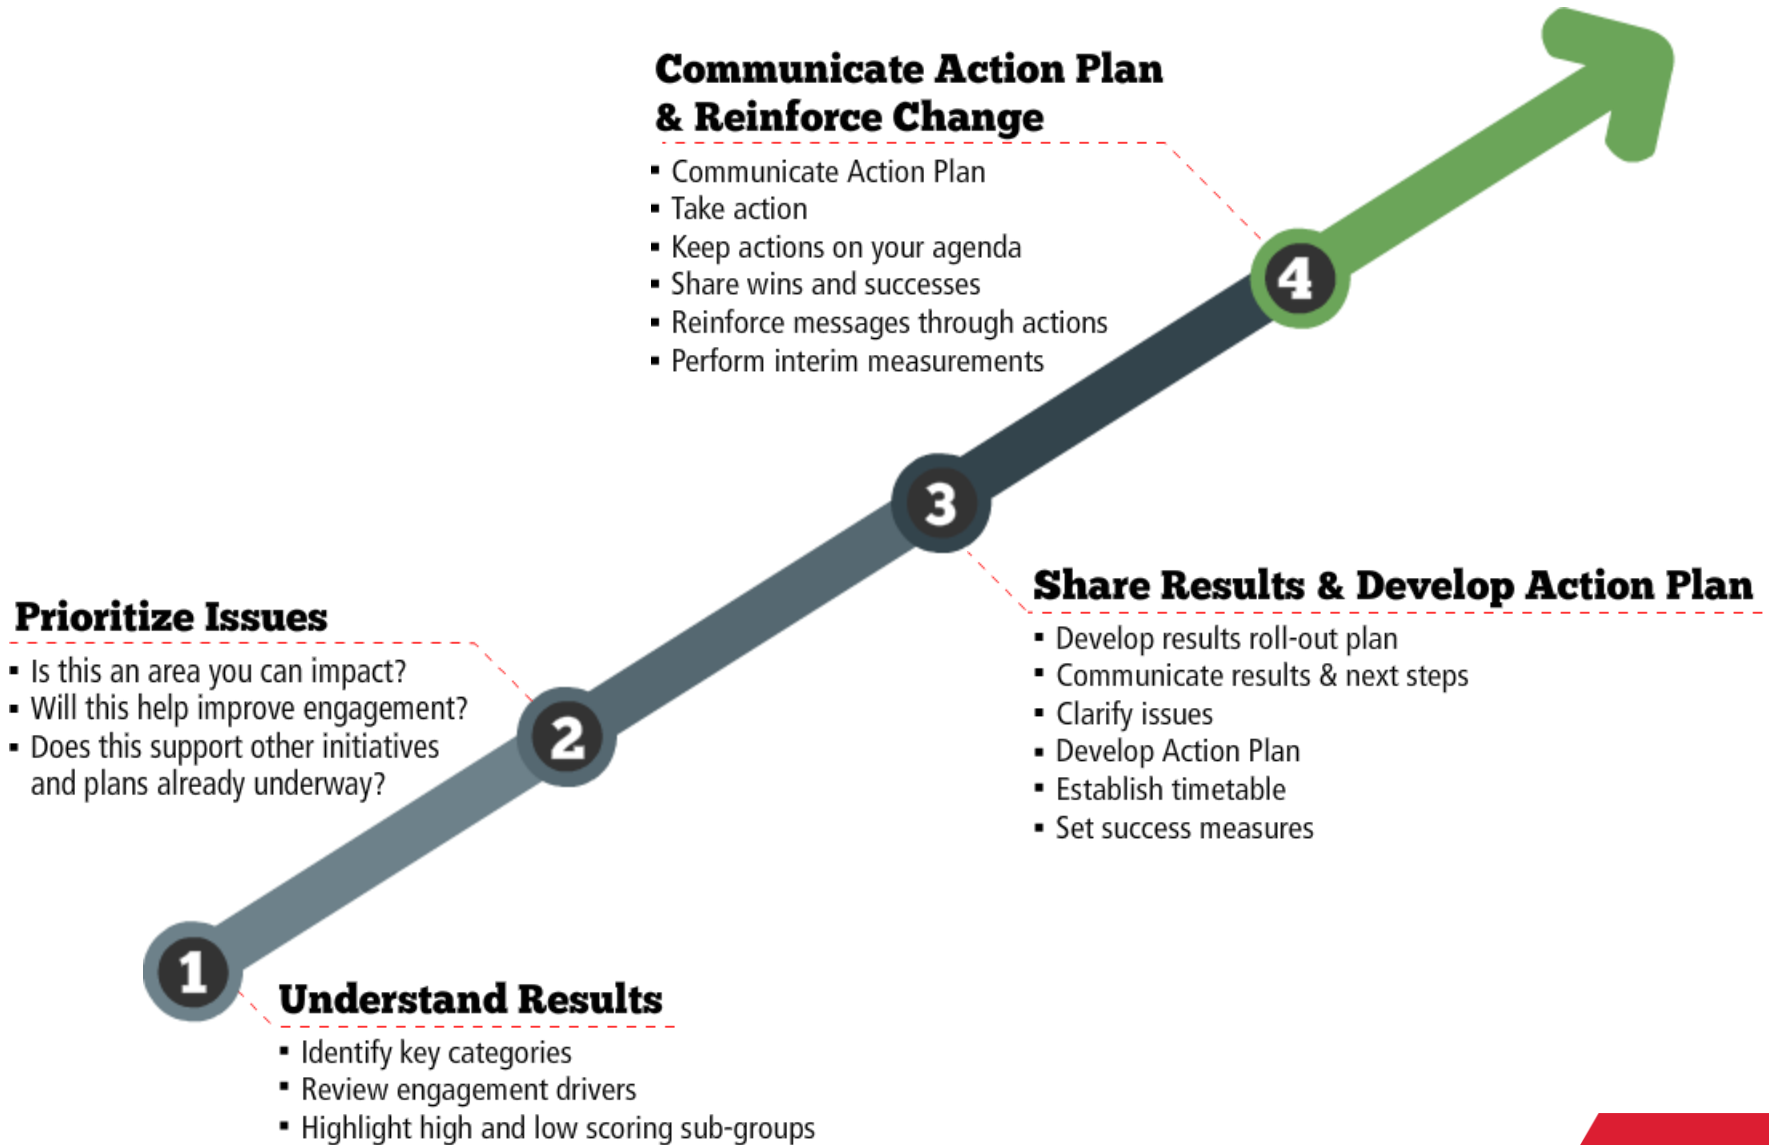 Communicate Action Plan
& Reinforce Change
▪ Communicate Action Plan
▪ Take action
▪ Keep actions on your agenda
▪ Share wins and successes
▪ Reinforce messages through actions
▪ Perform interim measurements
4
3
Share Results & Develop Action Plan
▪ Develop results roll-out plan
▪ Communicate results & next steps
▪ Clarify issues
▪ Develop Action Plan
▪ Establish timetable
▪ Set success measures
Prioritize Issues
▪ Is this an area you can impact?
▪ Will this help improve engagement?
▪ Does this support other initiatives
and plans already underway?
2
1
Understand Results
▪ Identify key categories
▪ Review engagement drivers
▪ Highlight high and low scoring sub-groups